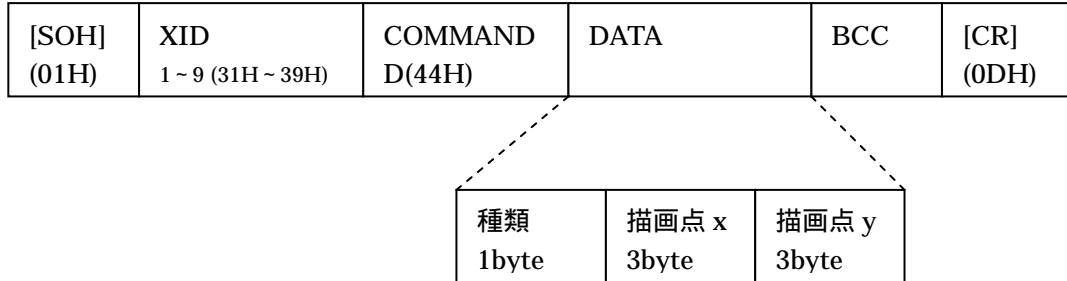 [SOH] XID COMMAND DATA BCC [CR]
(01H) 1~9 (31H~39H) D(44H) (0DH)
種類 描画点 x 描画点 y
1byte 3byte 3byte